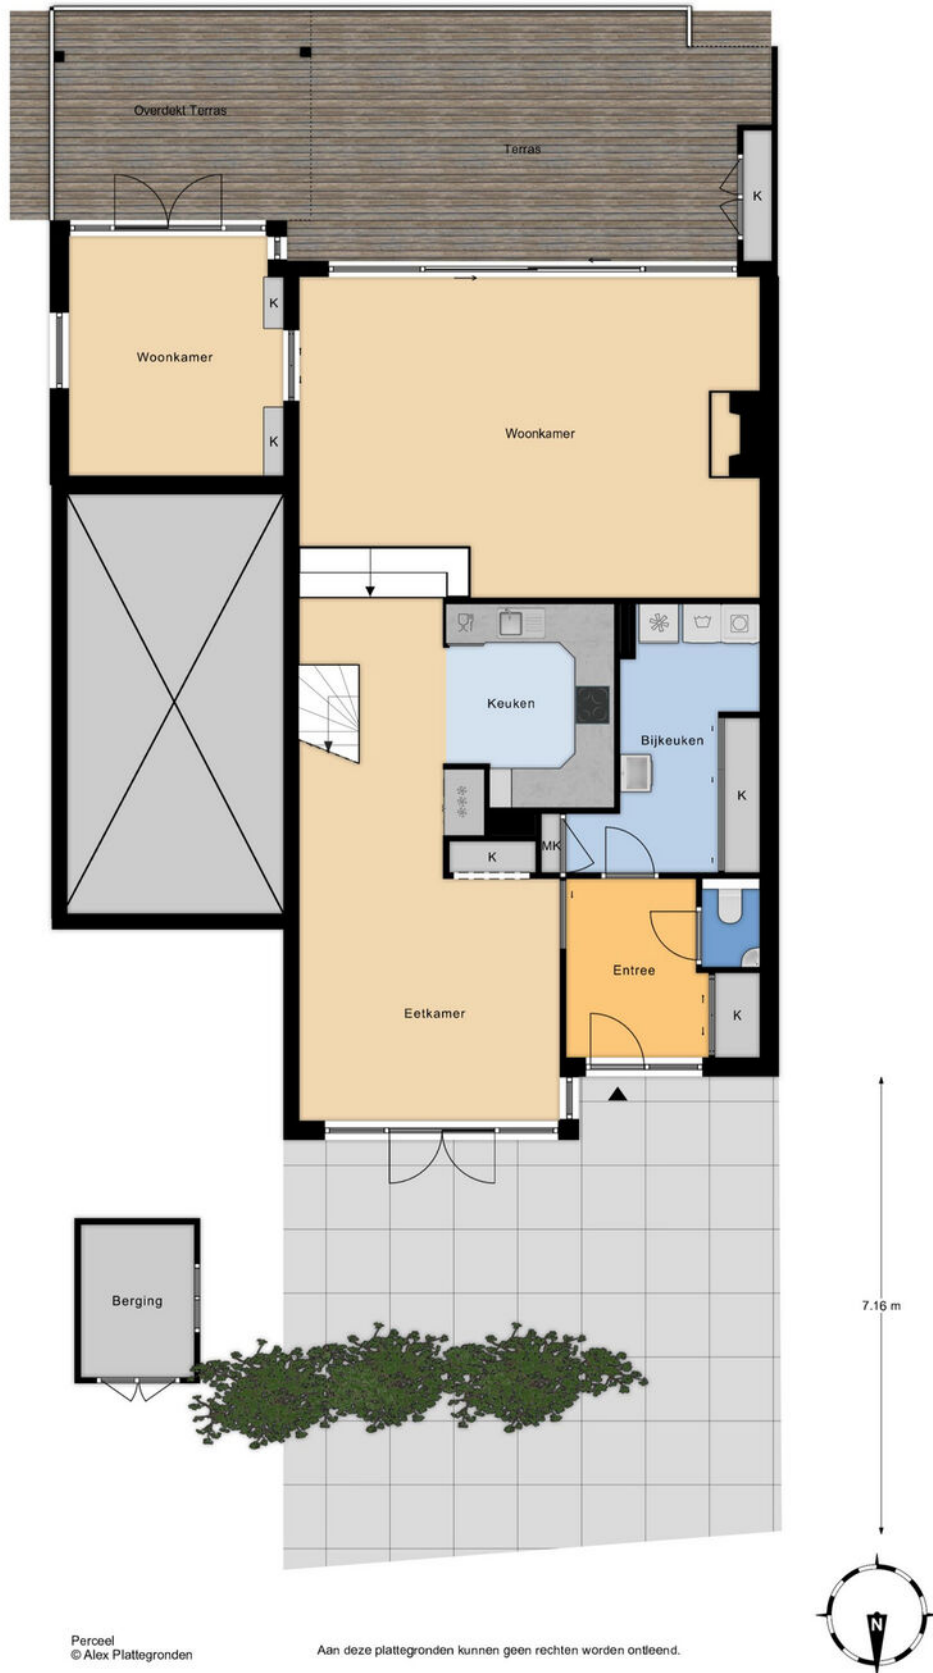 Overdekt Terras
Terras
K
K
Woonkamer
Woonkamer
K
Keuken
Bijkeuken
K
MK
K
Entree
Eetkamer
K
Berging
7.16 m
N
Perceel
© Alex Plattegronden
Aan deze plattegronden kunnen geen rechten worden ontleend.